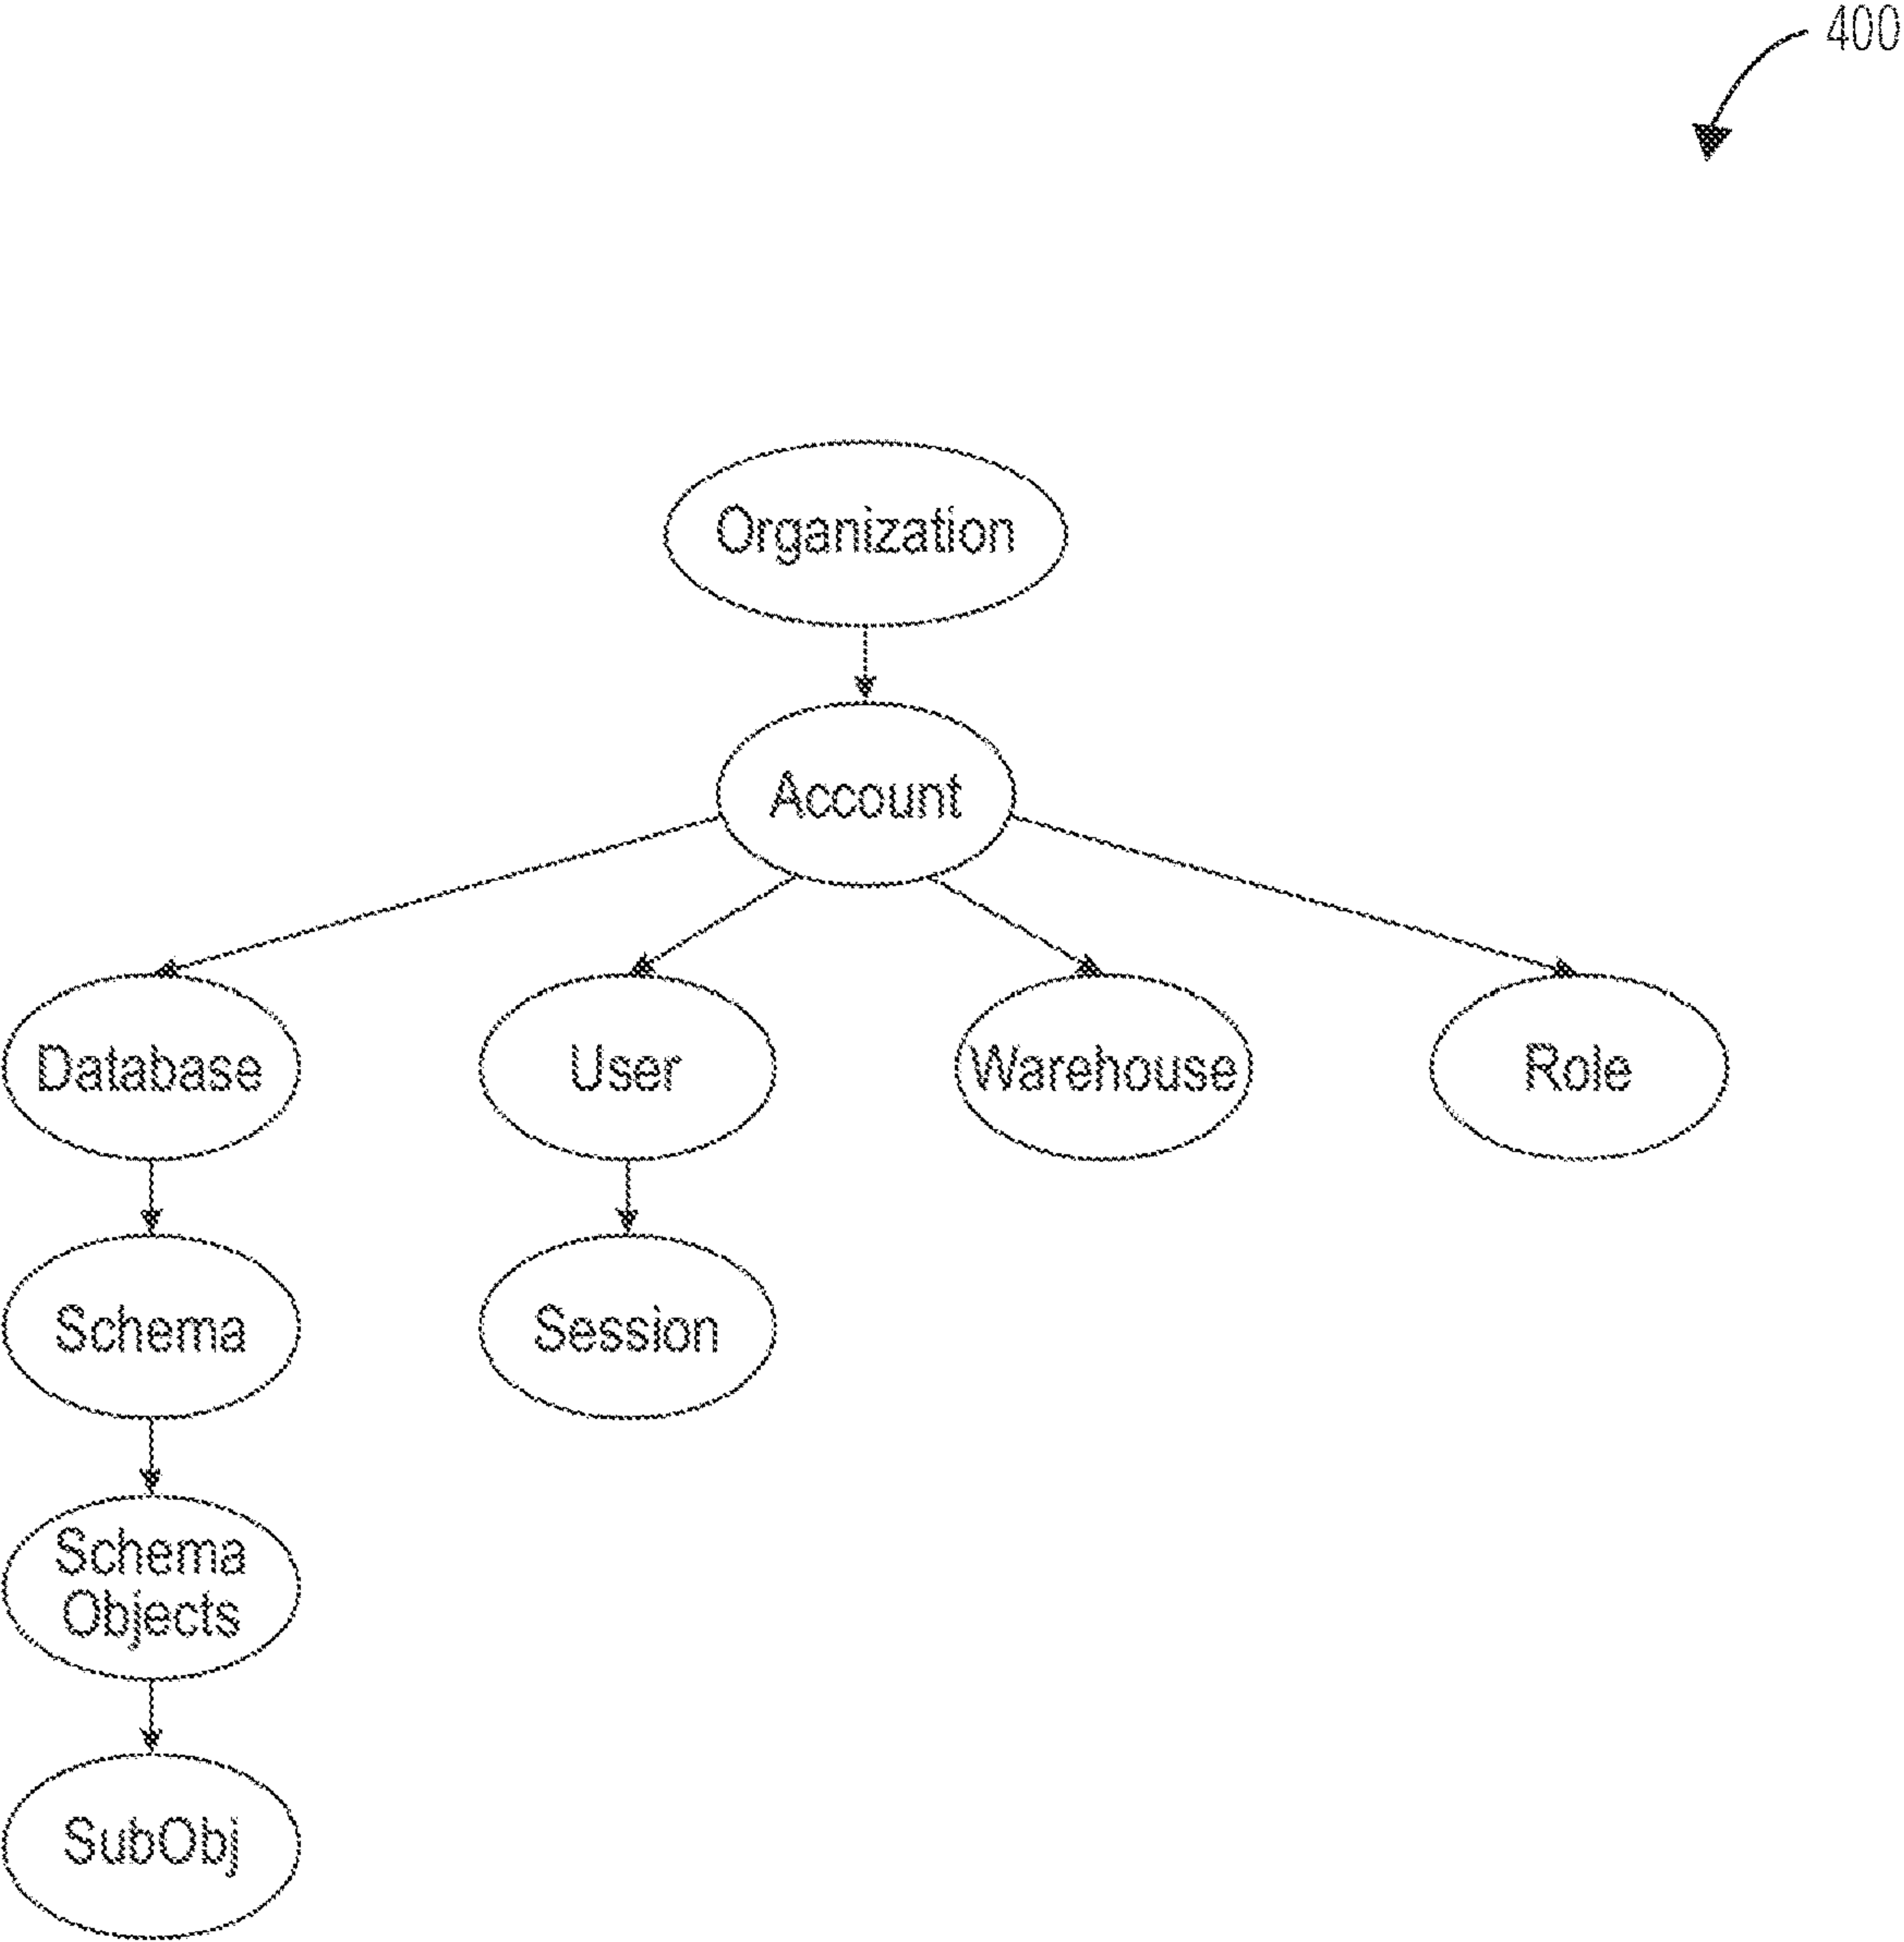 400
Organization
Account
Database
User
Warehouse
Role
Schema
Session
Schema
Objects
SubObj